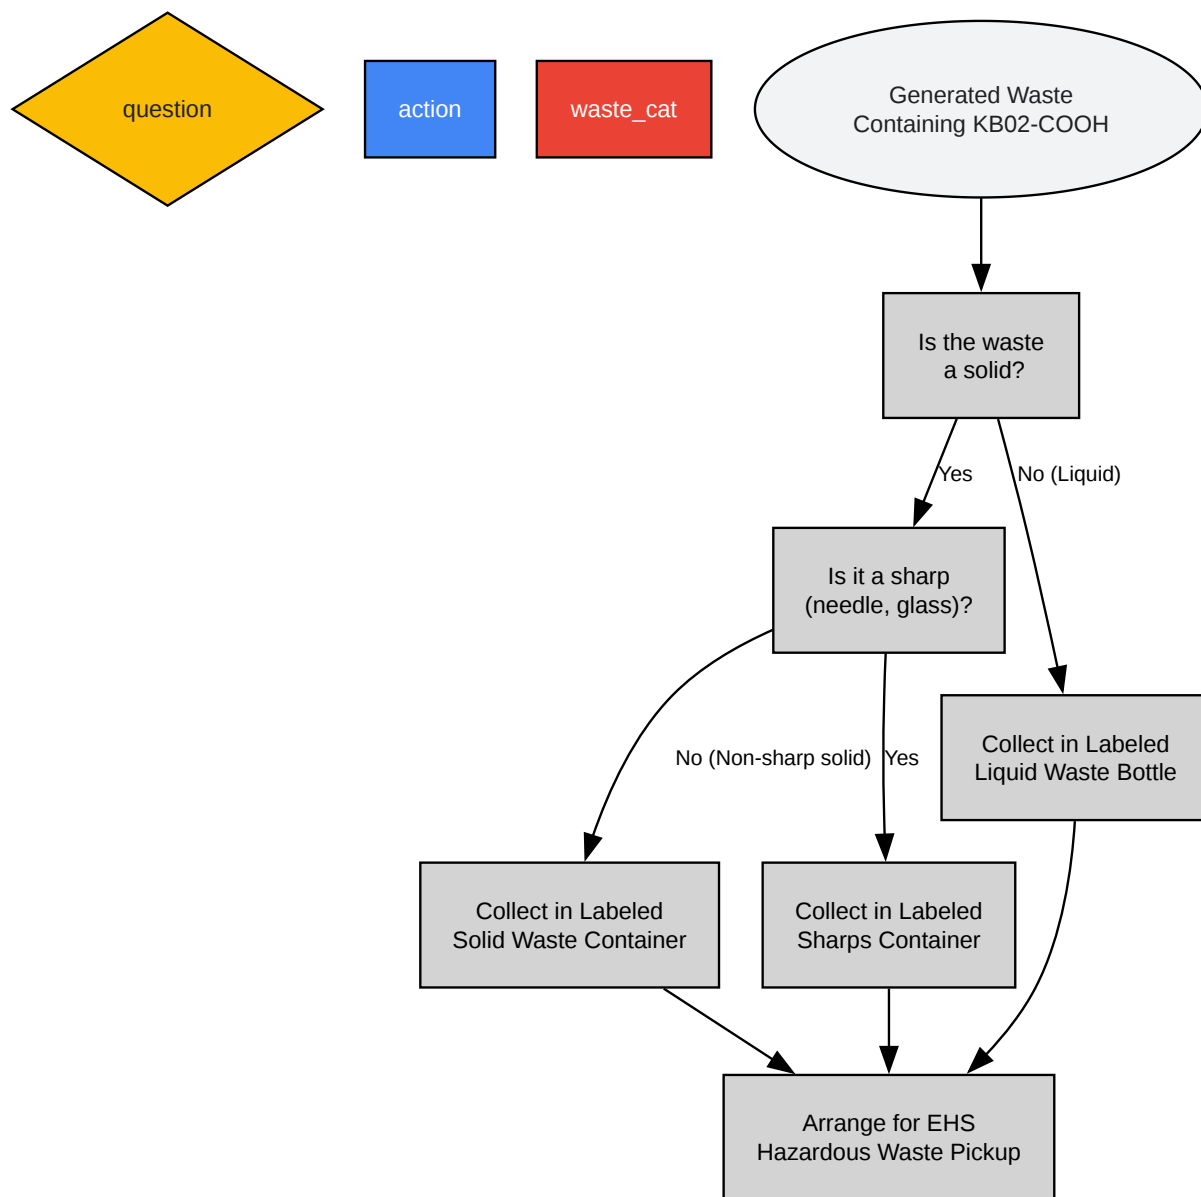 question
action
waste_cat
Generated Waste
Containing KB02-COOH
Is the waste
a solid?
Yes
No (Liquid)
Is it a sharp
(needle, glass)?
No (Non-sharp solid)
Yes
Collect in Labeled
Liquid Waste Bottle
Collect in Labeled
Solid Waste Container
Collect in Labeled
Sharps Container
Arrange for EHS
Hazardous Waste Pickup